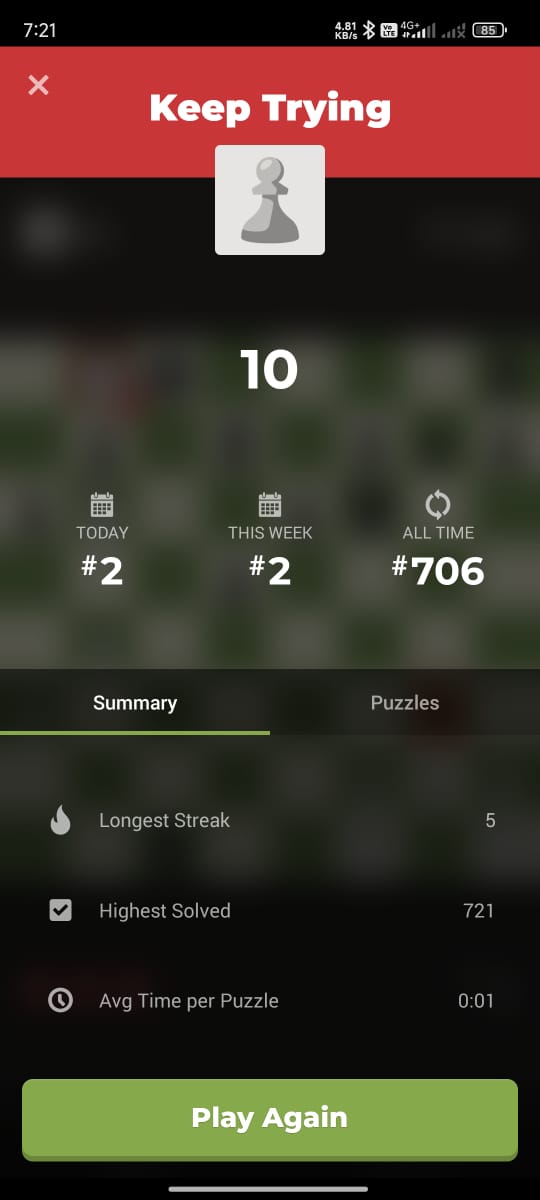 7:21
4.81
KB/s
Vo
LTE
4G+
85
Keep Trying
10
TODAY
THIS WEEK
ALL TIME
#2
#2
#706
Summary
Puzzles
Longest Streak
5
Highest Solved
721
Avg Time per Puzzle
0:01
Play Again